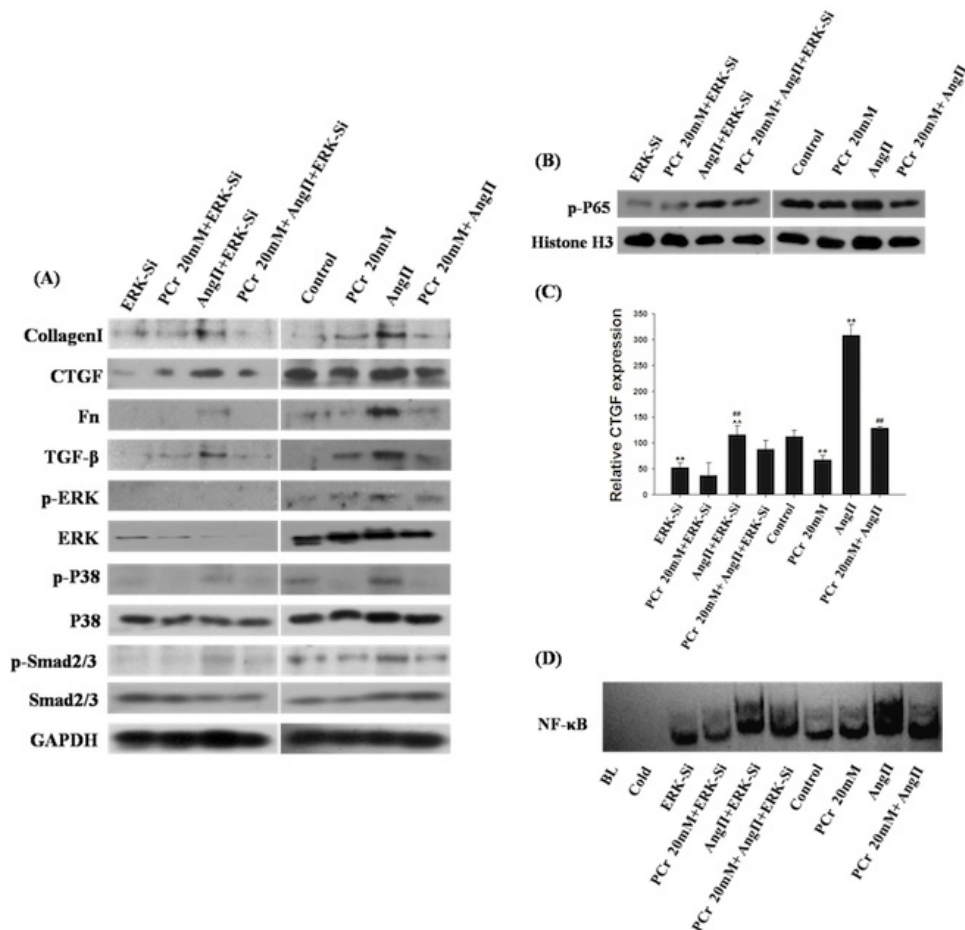 (A)
ERK-Si
PCr 20mM+ERK-Si
AngII+ERK-Si
PCr 20mM+ AngII+ERK-Si
Control
PCr 20mM
AngII
PCr 20mM+AngII
CollagenI
CTGF
Fn
TGF-β
p-ERK
ERK
p-P38
P38
p-Smad2/3
Smad2/3
GAPDH
(B)
ERK-Si
PCr 20mM+ERK-Si
AngII+ERK-Si
PCr 20mM+ AngII+ERK-Si
Control
PCr 20mM
AngII
PCr 20mM+AngII
p-P65
Histone H3
(C)
Relative CTGF expression
350
300
250
200
150
100
50
0
**
##
^^
**
**
##
ERK-Si
PCr 20mM+ERK-Si
AngII+ERK-Si
PCr 20mM+ AngII+ERK-Si
Control
PCr 20mM
AngII
PCr 20mM+AngII
(D)
NF-κB
BL
Cold
ERK-Si
PCr 20mM+ERK-Si
AngII+ERK-Si
PCr 20mM+ AngII+ERK-Si
Control
PCr 20mM
AngII
PCr 20mM+AngII